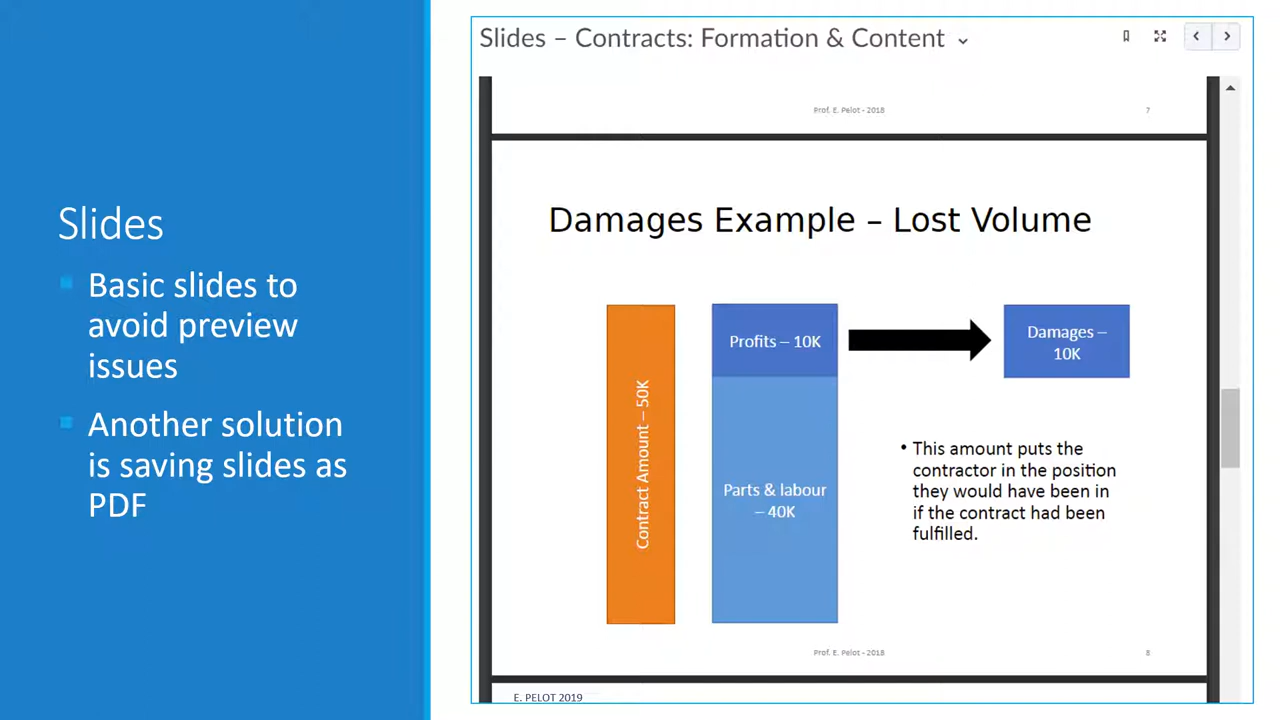 Slides
Basic slides to
avoid preview
issues
Another solution
is saving slides as
PDF
Slides – Contracts: Formation & Content
Prof. E. Pelot - 2018
7
Damages Example – Lost Volume
Contract Amount – 50K
Profits – 10K
Parts & labour
– 40K
Damages –
10K
• This amount puts the
contractor in the position
they would have been in
if the contract had been
fulfilled.
Prof. E. Pelot - 2018
8
E. PELOT 2019